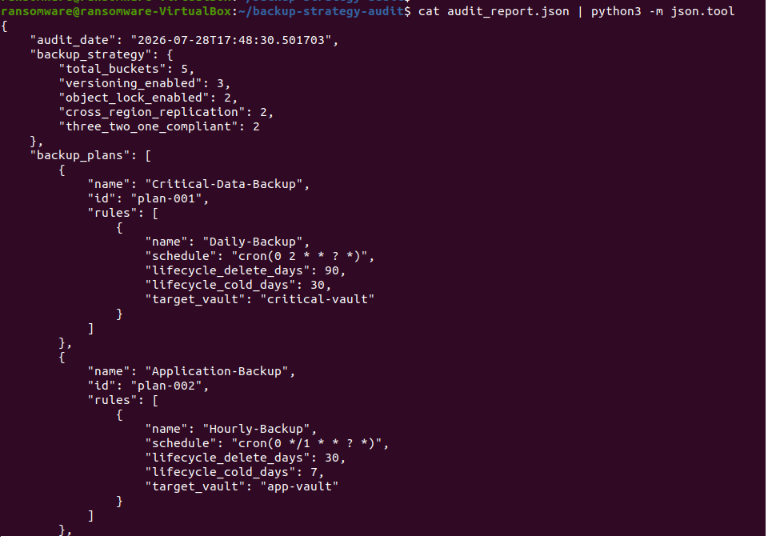 ransomware@ransomware-VirtualBox:~/backup-strategy-audit$ cat audit_report.json | python3 -m json.tool
{
    "audit_date": "2026-07-28T17:48:30.501703",
    "backup_strategy": {
        "total_buckets": 5,
        "versioning_enabled": 3,
        "object_lock_enabled": 2,
        "cross_region_replication": 2,
        "three_two_one_compliant": 2
    },
    "backup_plans": [
        {
            "name": "Critical-Data-Backup",
            "id": "plan-001",
            "rules": [
                {
                    "name": "Daily-Backup",
                    "schedule": "cron(0 2 * * ? *)",
                    "lifecycle_delete_days": 90,
                    "lifecycle_cold_days": 30,
                    "target_vault": "critical-vault"
                }
            ]
        },
        {
            "name": "Application-Backup",
            "id": "plan-002",
            "rules": [
                {
                    "name": "Hourly-Backup",
                    "schedule": "cron(0 */1 * * ? *)",
                    "lifecycle_delete_days": 30,
                    "lifecycle_cold_days": 7,
                    "target_vault": "app-vault"
                }
            ]
        },